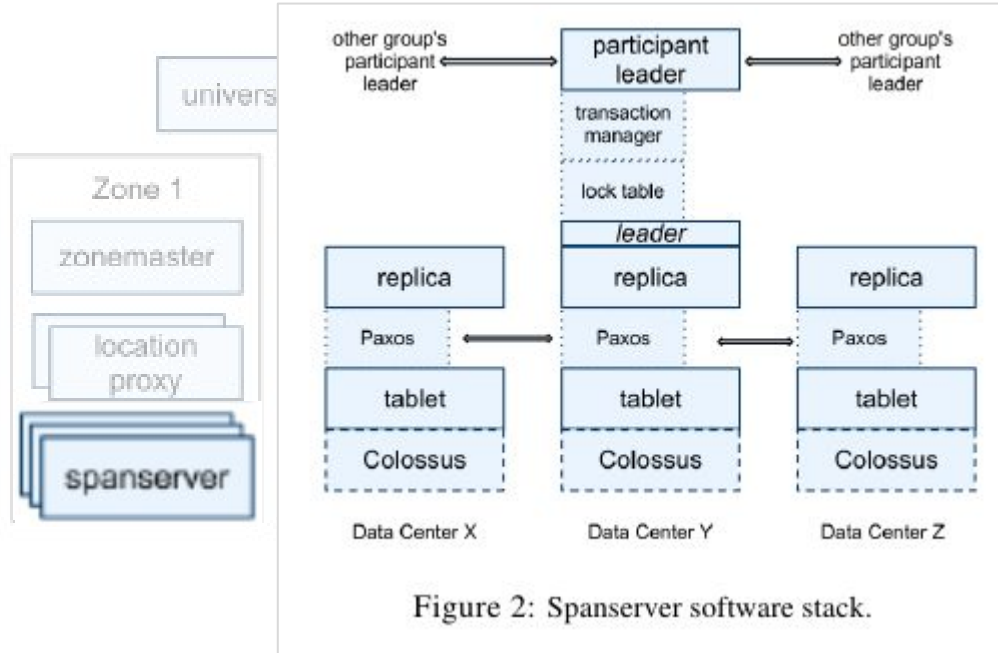 univers
Zone 1
zonemaster
location
proxy
spanserver
other group's
participant
leader
participant
leader
other group's
participant
leader
transaction
manager
lock table
leader
replica
replica
replica
Paxos
Paxos
Paxos
tablet
tablet
tablet
Colossus
Colossus
Colossus
Data Center X
Data Center Y
Data Center Z
Figure 2: Spanserver software stack.